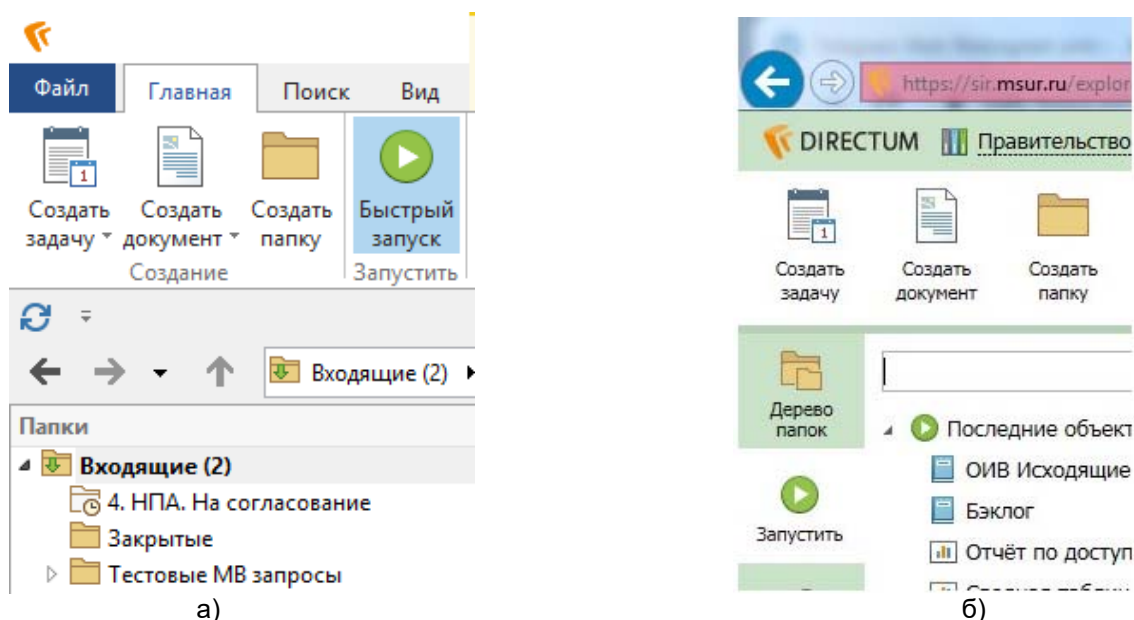 Файл Главная Поиск Вид
1
Создать Создать Создать Быстрый
задачу документ папку запуск
Создание Запустить
Входящие (2)
Папки
Входящие (2)
4. НПА. На согласование
Закрытые
Тестовые МВ запросы
а)
https://sir.msur.ru/explor
DIRECTUM Правительство
1
Создать Создать Создать
задачу документ папку
Дерево
папок
Последние объект
ОИВ Исходящие
Бэклог
Запустить
Отчёт по доступ
б)